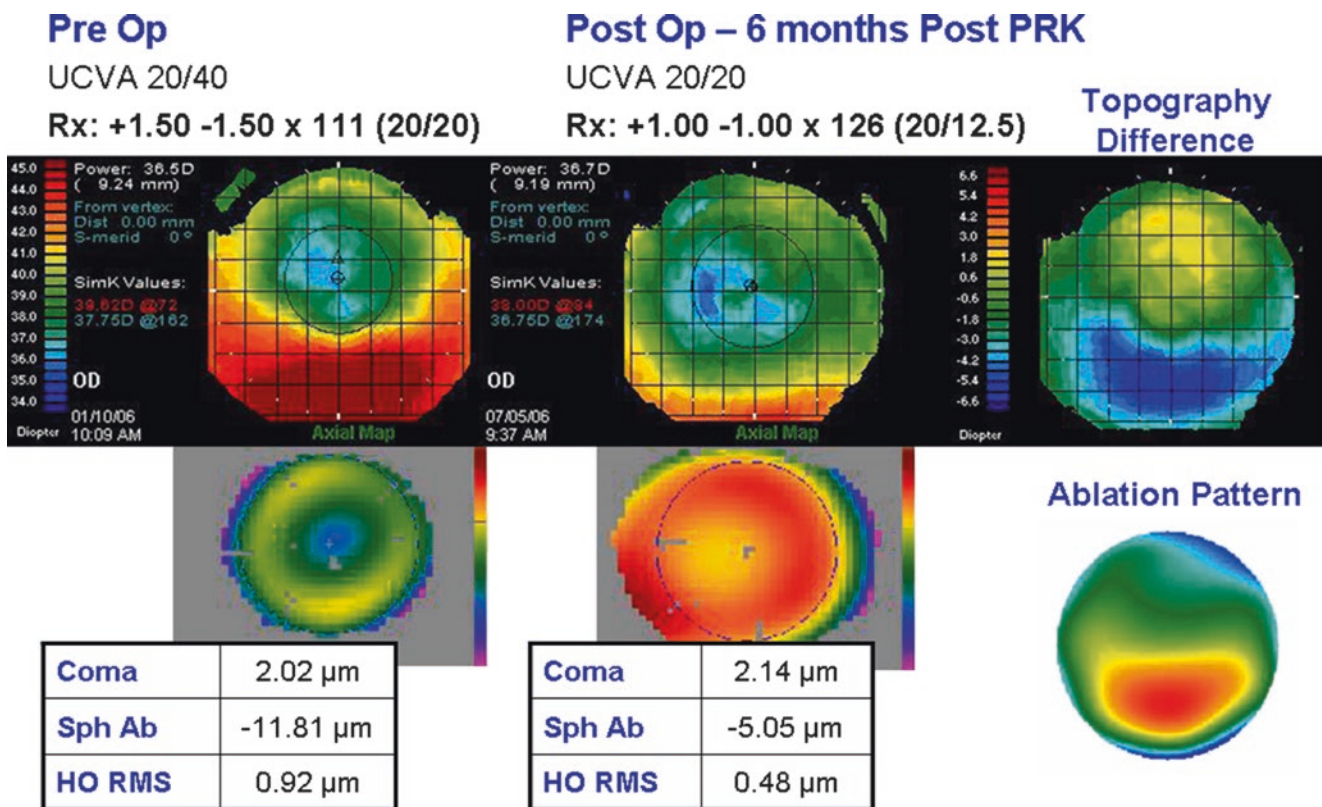 Pre Op
UCVA 20/40
Rx: +1.50 -1.50 x 111 (20/20)
Post Op – 6 months Post PRK
UCVA 20/20
Rx: +1.00 -1.00 x 126 (20/12.5)
Topography
Difference
45.0
44.0
43.0
42.0
41.0
40.0
39.0
38.0
37.0
36.0
35.0
34.0
Diopter
Power: 36.5D
( 9.24 mm)
From vertex:
Dist 0.00 mm
S-merid 0°
SimK Values:
39.62D @72
37.75D @162
OD
01/10/06
10:09 AM
Axial Map
Power: 36.7D
( 9.19 mm)
From vertex:
Dist 0.00 mm
S-merid 0°
SimK Values:
38.00D @84
36.75D @174
OD
07/05/06
9:37 AM
Axial Map
6.6
5.4
4.2
3.0
1.8
0.6
-0.6
-1.8
-3.0
-4.2
-5.4
-6.6
Diopter
Coma 2.02 µm
Sph Ab -11.81 µm
HO RMS 0.92 µm
Coma 2.14 µm
Sph Ab -5.05 µm
HO RMS 0.48 µm
Ablation Pattern